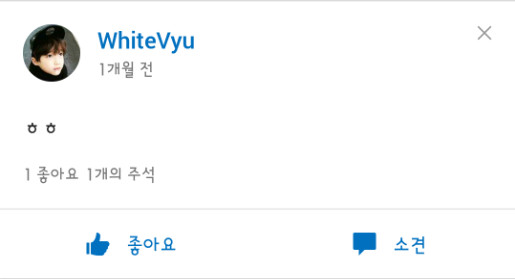 WhiteVyu
1개월 전
ㅎㅎ
1 좋아요 1개의 주석
좋아요 소견